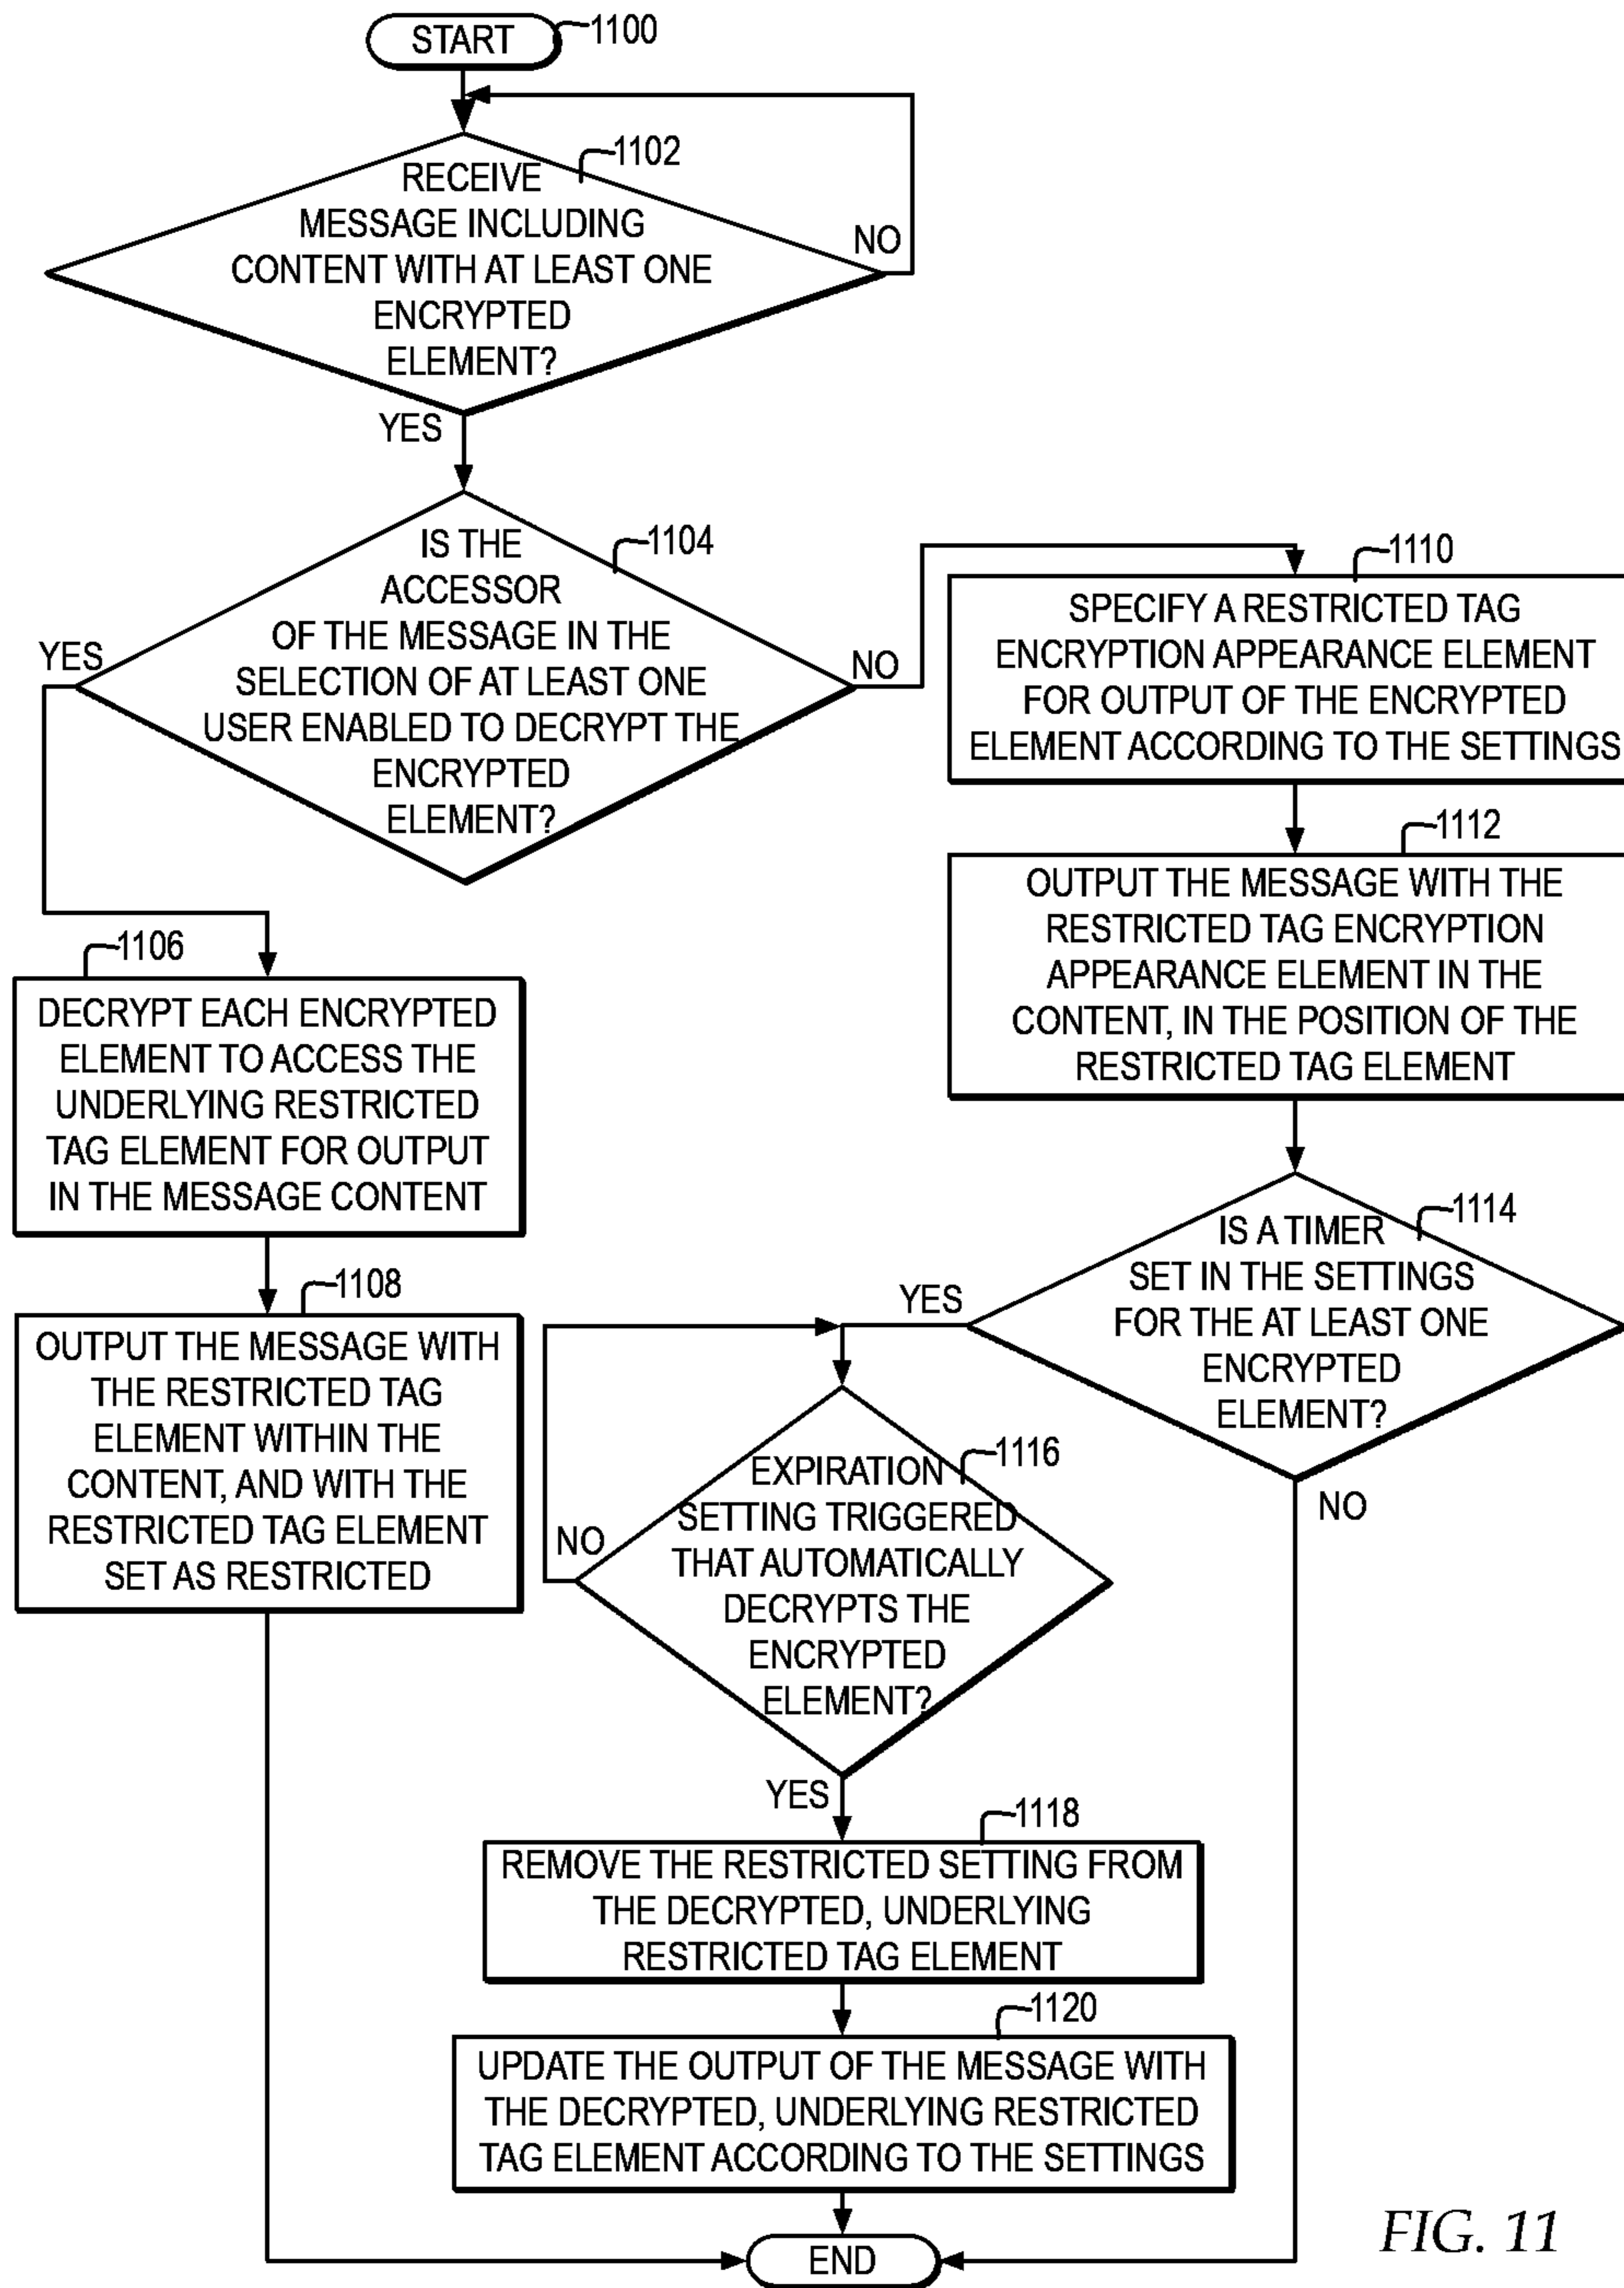 START
1100
1102
RECEIVE
MESSAGE INCLUDING
CONTENT WITH AT LEAST ONE
ENCRYPTED
ELEMENT?
NO
YES
1104
IS THE
ACCESSOR
OF THE MESSAGE IN THE
SELECTION OF AT LEAST ONE
USER ENABLED TO DECRYPT THE
ENCRYPTED
ELEMENT?
YES
NO
1106
DECRYPT EACH ENCRYPTED
ELEMENT TO ACCESS THE
UNDERLYING RESTRICTED
TAG ELEMENT FOR OUTPUT
IN THE MESSAGE CONTENT
1108
OUTPUT THE MESSAGE WITH
THE RESTRICTED TAG
ELEMENT WITHIN THE
CONTENT, AND WITH THE
RESTRICTED TAG ELEMENT
SET AS RESTRICTED
1110
SPECIFY A RESTRICTED TAG
ENCRYPTION APPEARANCE ELEMENT
FOR OUTPUT OF THE ENCRYPTED
ELEMENT ACCORDING TO THE SETTINGS
1112
OUTPUT THE MESSAGE WITH THE
RESTRICTED TAG ENCRYPTION
APPEARANCE ELEMENT IN THE
CONTENT, IN THE POSITION OF THE
RESTRICTED TAG ELEMENT
1114
IS A TIMER
SET IN THE SETTINGS
FOR THE AT LEAST ONE
ENCRYPTED
ELEMENT?
YES
NO
1116
EXPIRATION
SETTING TRIGGERED
THAT AUTOMATICALLY
DECRYPTS THE
ENCRYPTED
ELEMENT?
NO
YES
1118
REMOVE THE RESTRICTED SETTING FROM
THE DECRYPTED, UNDERLYING
RESTRICTED TAG ELEMENT
1120
UPDATE THE OUTPUT OF THE MESSAGE WITH
THE DECRYPTED, UNDERLYING RESTRICTED
TAG ELEMENT ACCORDING TO THE SETTINGS
END
FIG. 11